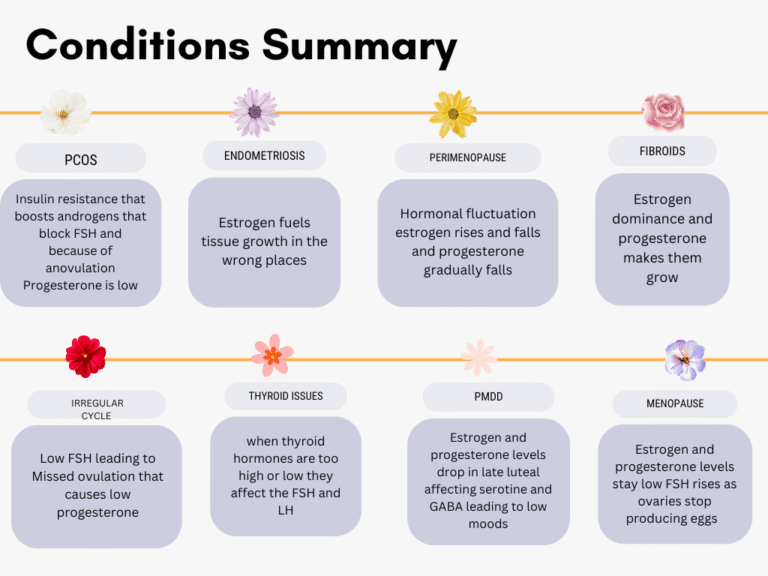 Conditions Summary
PCOS
Insulin resistance that
boosts androgens that
block FSH and
because of
anovulation
Progesterone is low
ENDOMETRIOSIS
Estrogen fuels
tissue growth in the
wrong places
PERIMENOPAUSE
Hormonal fluctuation
estrogen rises and falls
and progesterone
gradually falls
FIBROIDS
Estrogen
dominance and
progesterone
makes them
grow
IRREGULAR
CYCLE
Low FSH leading to
Missed ovulation that
causes low
progesterone
THYROID ISSUES
when thyroid
hormones are too
high or low they
affect the FSH and
LH
PMDD
Estrogen and
progesterone levels
drop in late luteal
affecting serotine and
GABA leading to low
moods
MENOPAUSE
Estrogen and
progesterone levels
stay low FSH rises as
ovaries stop
producing eggs